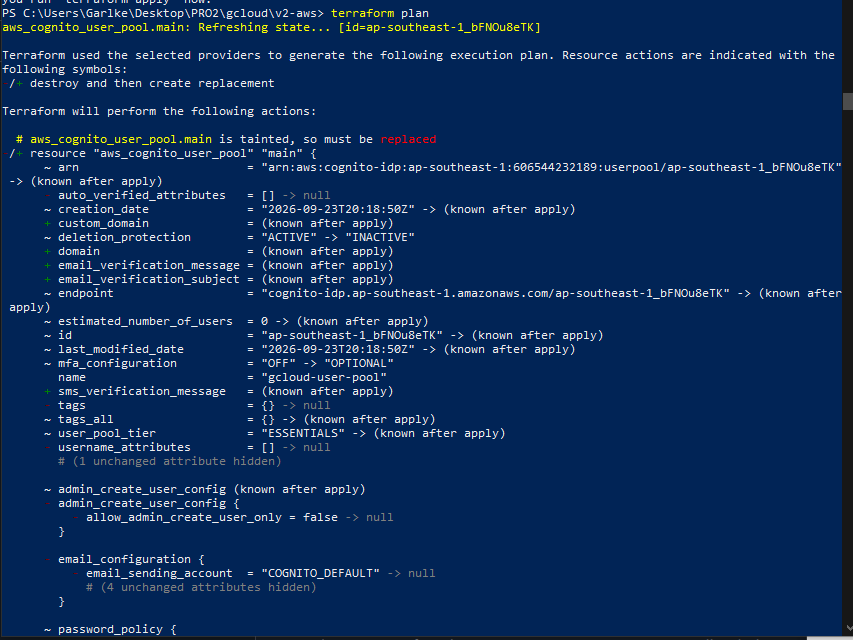 PS C:\Users\Garlke\Desktop\PRO2\gcloud\v2-aws> terraform plan
aws_cognito_user_pool.main: Refreshing state... [id=ap-southeast-1_bFNOu8eTK]
Terraform used the selected providers to generate the following execution plan. Resource actions are indicated with the
following symbols:
/+ destroy and then create replacement
Terraform will perform the following actions:
# aws_cognito_user_pool.main is tainted, so must be replaced
/+ resource "aws_cognito_user_pool" "main" {
~ arn = "arn:aws:cognito-idp:ap-southeast-1:606544232189:userpool/ap-southeast-1_bFNOu8eTK"
-> (known after apply)
auto_verified_attributes = [] -> null
~ creation_date = "2026-09-23T20:18:50Z" -> (known after apply)
+ custom_domain = (known after apply)
~ deletion_protection = "ACTIVE" -> "INACTIVE"
+ domain = (known after apply)
+ email_verification_message = (known after apply)
+ email_verification_subject = (known after apply)
~ endpoint = "cognito-idp.ap-southeast-1.amazonaws.com/ap-southeast-1_bFNOu8eTK" -> (known after
apply)
~ estimated_number_of_users = 0 -> (known after apply)
~ id = "ap-southeast-1_bFNOu8eTK" -> (known after apply)
~ last_modified_date = "2026-09-23T20:18:50Z" -> (known after apply)
~ mfa_configuration = "OFF" -> "OPTIONAL"
name = "gcloud-user-pool"
+ sms_verification_message = (known after apply)
tags = {} -> null
~ tags_all = {} -> (known after apply)
~ user_pool_tier = "ESSENTIALS" -> (known after apply)
username_attributes = [] -> null
# (1 unchanged attribute hidden)
~ admin_create_user_config (known after apply)
admin_create_user_config {
allow_admin_create_user_only = false -> null
}
email_configuration {
email_sending_account = "COGNITO_DEFAULT" -> null
# (4 unchanged attributes hidden)
}
~ password_policy {